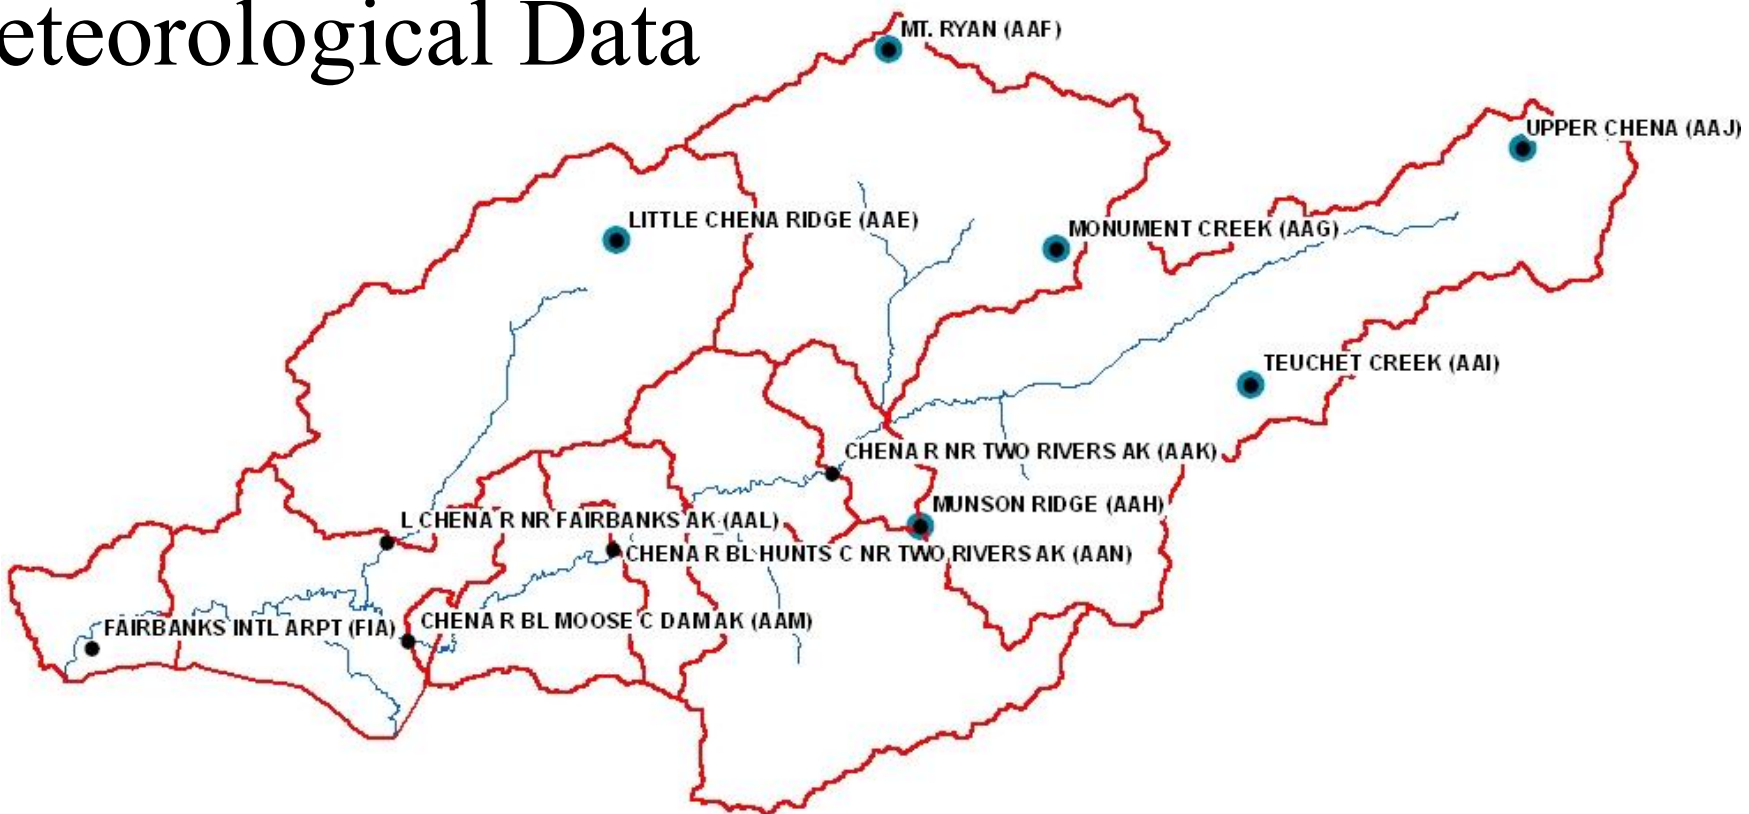 eteorological Data
MT. RYAN (AAF)
UPPER CHENA (AAJ)
LITTLE CHENA RIDGE (AAE)
MONUMENT CREEK (AAG)
TEUCHET CREEK (AAI)
CHENA R NR TWO RIVERS AK (AAK)
MUNSON RIDGE (AAH)
L CHENA R NR FAIRBANKS AK (AAL)
CHENA R BL HUNTS C NR TWO RIVERS AK (AAN)
CHENA R BL MOOSE C DAM AK (AAM)
FAIRBANKS INTL ARPT (FIA)